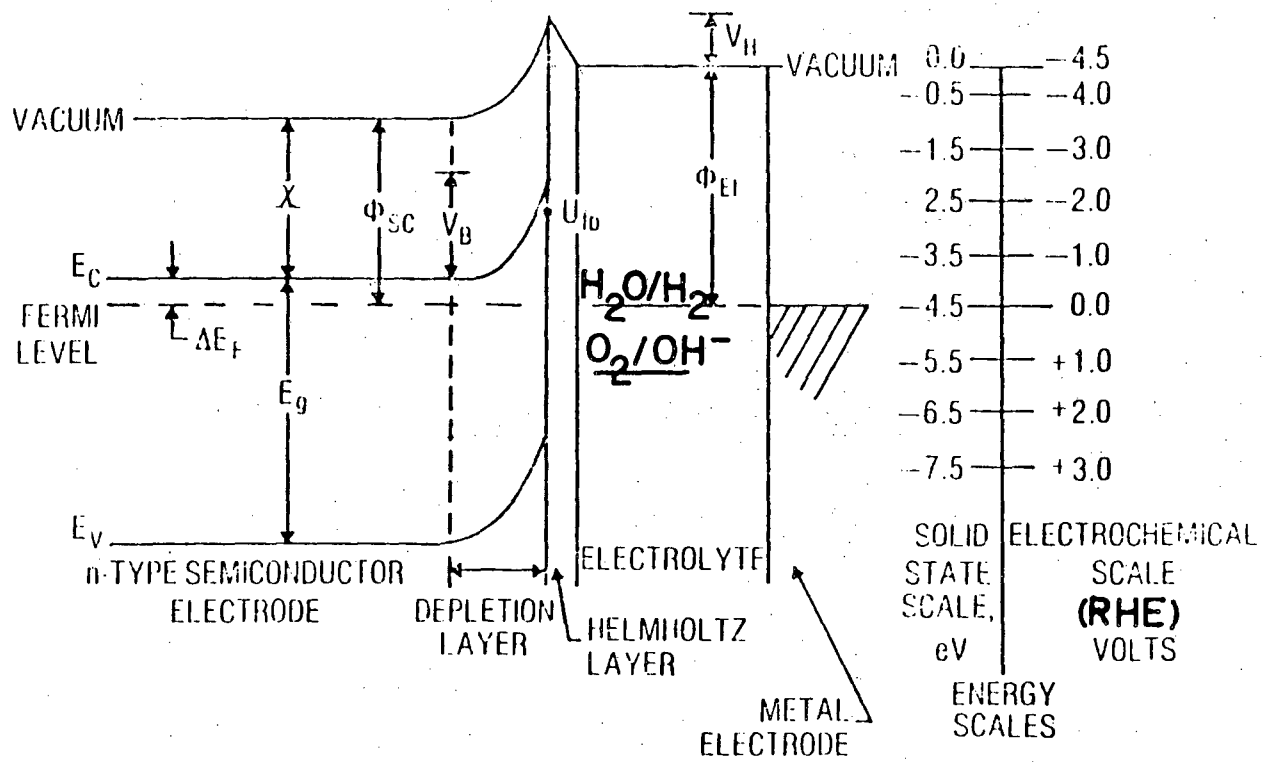 V_H
VACUUM
VACUUM
χ
Φ_SC
V_B
U_fb
Φ_El
E_C
FERMI
LEVEL
ΔE_F
E_g
H2O/H2
O2/OH⁻
E_V
n-TYPE SEMICONDUCTOR
ELECTRODE
DEPLETION
LAYER
HELMHOLTZ
LAYER
ELECTROLYTE
METAL
ELECTRODE
0.0 −4.5
−0.5 −4.0
−1.5 −3.0
2.5 −2.0
−3.5 −1.0
−4.5 0.0
−5.5 +1.0
−6.5 +2.0
−7.5 +3.0
SOLID
STATE
SCALE,
eV
ELECTROCHEMICAL
SCALE
(RHE)
VOLTS
ENERGY
SCALES